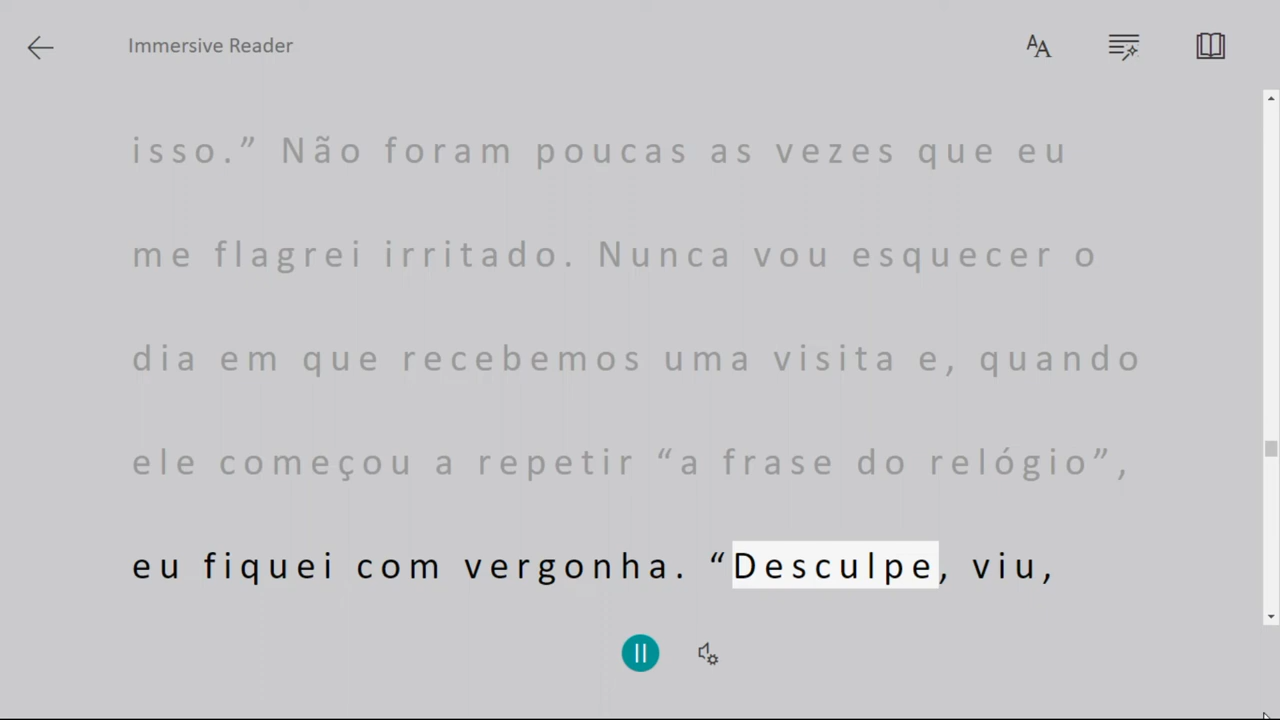 Immersive Reader
isso.” Não foram poucas as vezes que eu
me flagrei irritado. Nunca vou esquecer o
dia em que recebemos uma visita e, quando
ele começou a repetir “a frase do relógio”,
eu fiquei com vergonha. “Desculpe, viu,